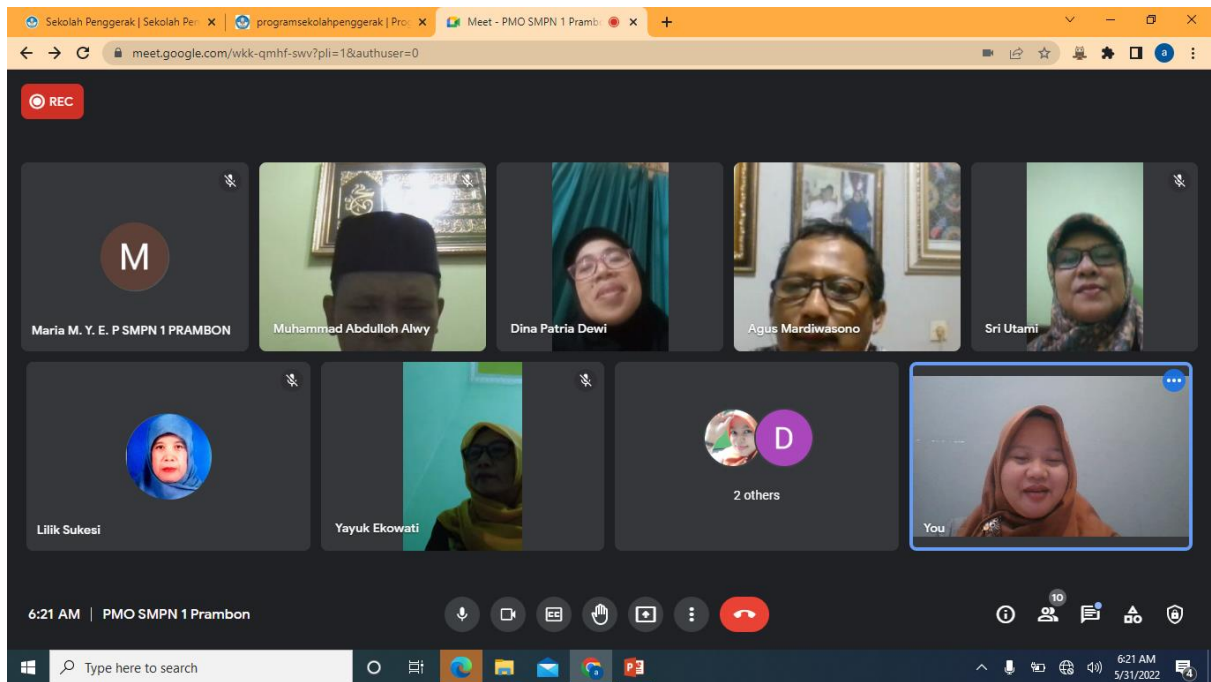 Sekolah Penggerak | Sekolah Pen
programsekolahpenggerak | Prog
Meet - PMO SMPN 1 Prambo
meet.google.com/wkk-qmhf-swv?pli=1&authuser=0
a
REC
M
Maria M. Y. E. P SMPN 1 PRAMBON
Muhammad Abdulloh Alwy
Dina Patria Dewi
Agus Mardiwasono
Sri Utami
Lilik Sukesi
Yayuk Ekowati
D
2 others
You
6:21 AM | PMO SMPN 1 Prambon
CC
10
Type here to search
6:21 AM
5/31/2022
4